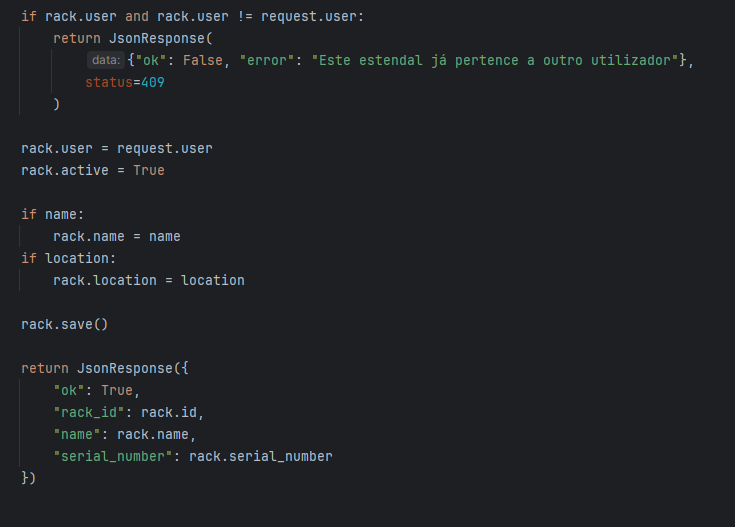 if rack.user and rack.user != request.user:
    return JsonResponse(
        data: {"ok": False, "error": "Este estendal já pertence a outro utilizador"},
        status=409
    )

rack.user = request.user
rack.active = True

if name:
    rack.name = name
if location:
    rack.location = location

rack.save()

return JsonResponse({
    "ok": True,
    "rack_id": rack.id,
    "name": rack.name,
    "serial_number": rack.serial_number
})